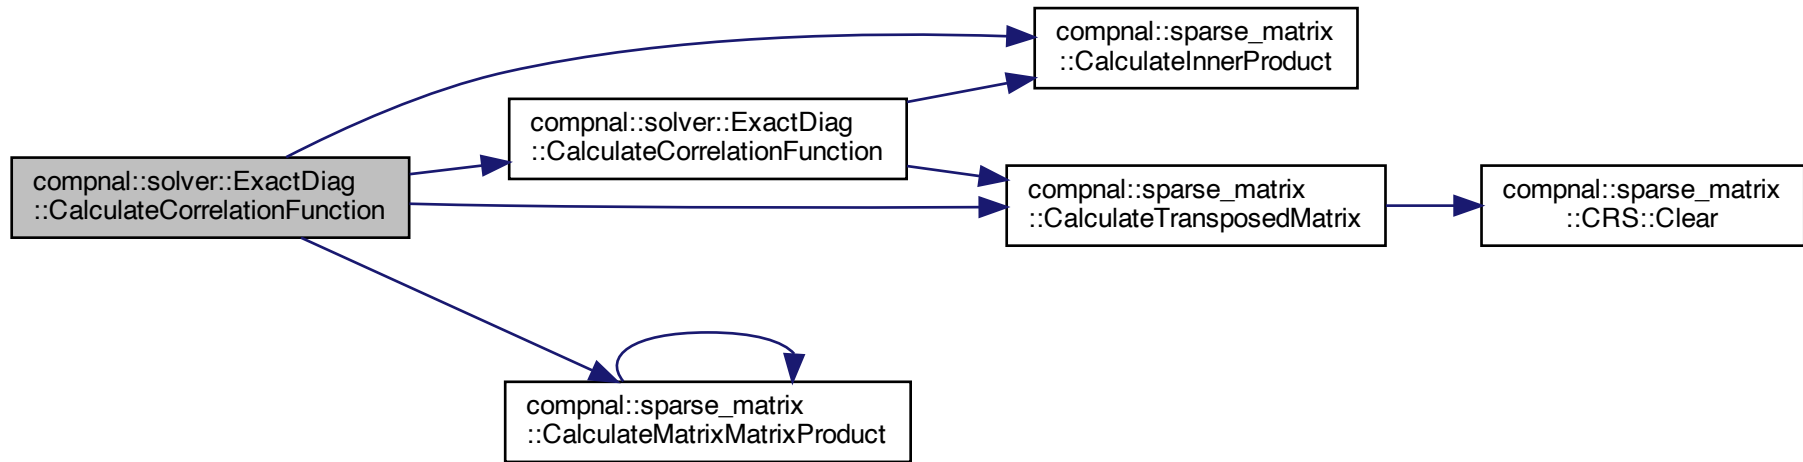 compnal::solver::ExactDiag
::CalculateCorrelationFunction
compnal::solver::ExactDiag
::CalculateCorrelationFunction
compnal::sparse_matrix
::CalculateInnerProduct
compnal::sparse_matrix
::CalculateTransposedMatrix
compnal::sparse_matrix
::CRS::Clear
compnal::sparse_matrix
::CalculateMatrixMatrixProduct